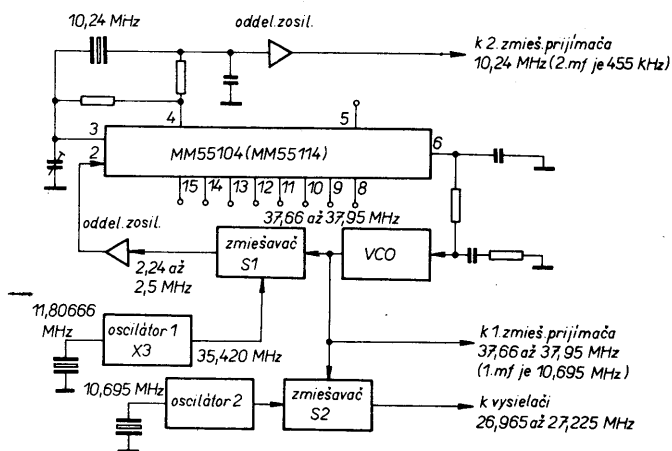 oddel. zosil.
10,24 MHz
k 2. zmieš. prijímača
10,24 MHz (2. mf je 455 kHz)
4
5
3
2
MM55104 (MM55114)
6
15
14
13
12
11
10
9
8
oddel. zosil.
37,66 až 37,95 MHz
zmiešavač
S1
VCO
2,24 až
2,5 MHz
11,80666
MHz
oscilátor 1
X3
35,420 MHz
k 1. zmieš. prijímača
37,66 až 37,95 MHz
(1. mf je 10,695 MHz)
10,695 MHz
oscilátor 2
zmiešavač
S2
k vysielači
26,965 až 27,225 MHz